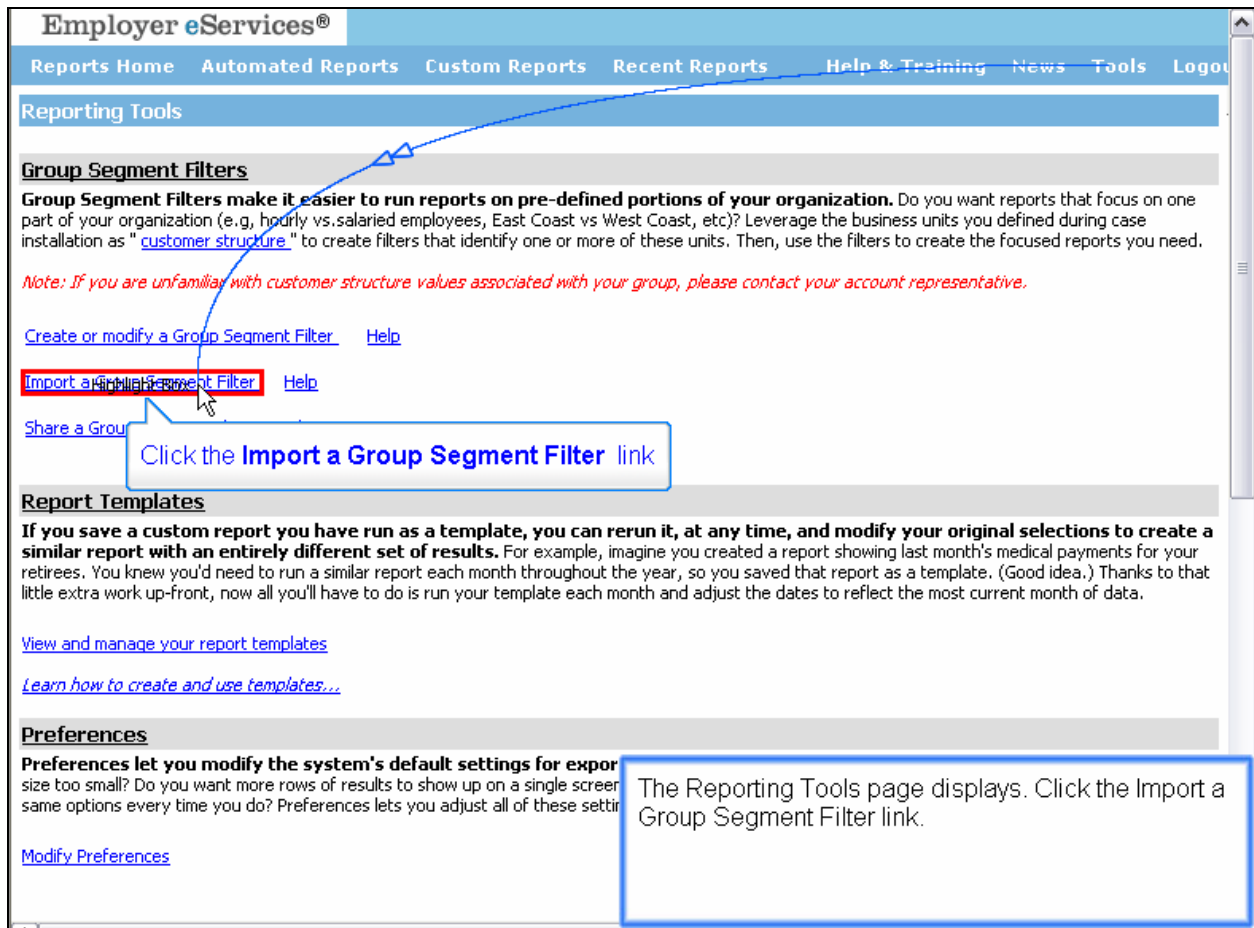 Employer eServices®
Reports Home Automated Reports Custom Reports Recent Reports Help & Training News Tools Logou
Reporting Tools
Group Segment Filters
Group Segment Filters make it easier to run reports on pre-defined portions of your organization. Do you want reports that focus on one
part of your organization (e.g, hourly vs.salaried employees, East Coast vs West Coast, etc)? Leverage the business units you defined during case
installation as " customer structure " to create filters that identify one or more of these units. Then, use the filters to create the focused reports you need.
Note: If you are unfamiliar with customer structure values associated with your group, please contact your account representative.
Create or modify a Group Segment Filter Help
Import a Group Segment Filter Help
Highlight Box
Share a Grou
Click the Import a Group Segment Filter link
Report Templates
If you save a custom report you have run as a template, you can rerun it, at any time, and modify your original selections to create a
similar report with an entirely different set of results. For example, imagine you created a report showing last month's medical payments for your
retirees. You knew you'd need to run a similar report each month throughout the year, so you saved that report as a template. (Good idea.) Thanks to that
little extra work up-front, now all you'll have to do is run your template each month and adjust the dates to reflect the most current month of data.
View and manage your report templates
Learn how to create and use templates...
Preferences
Preferences let you modify the system's default settings for expor
size too small? Do you want more rows of results to show up on a single screen
same options every time you do? Preferences lets you adjust all of these settin
Modify Preferences
The Reporting Tools page displays. Click the Import a
Group Segment Filter link.